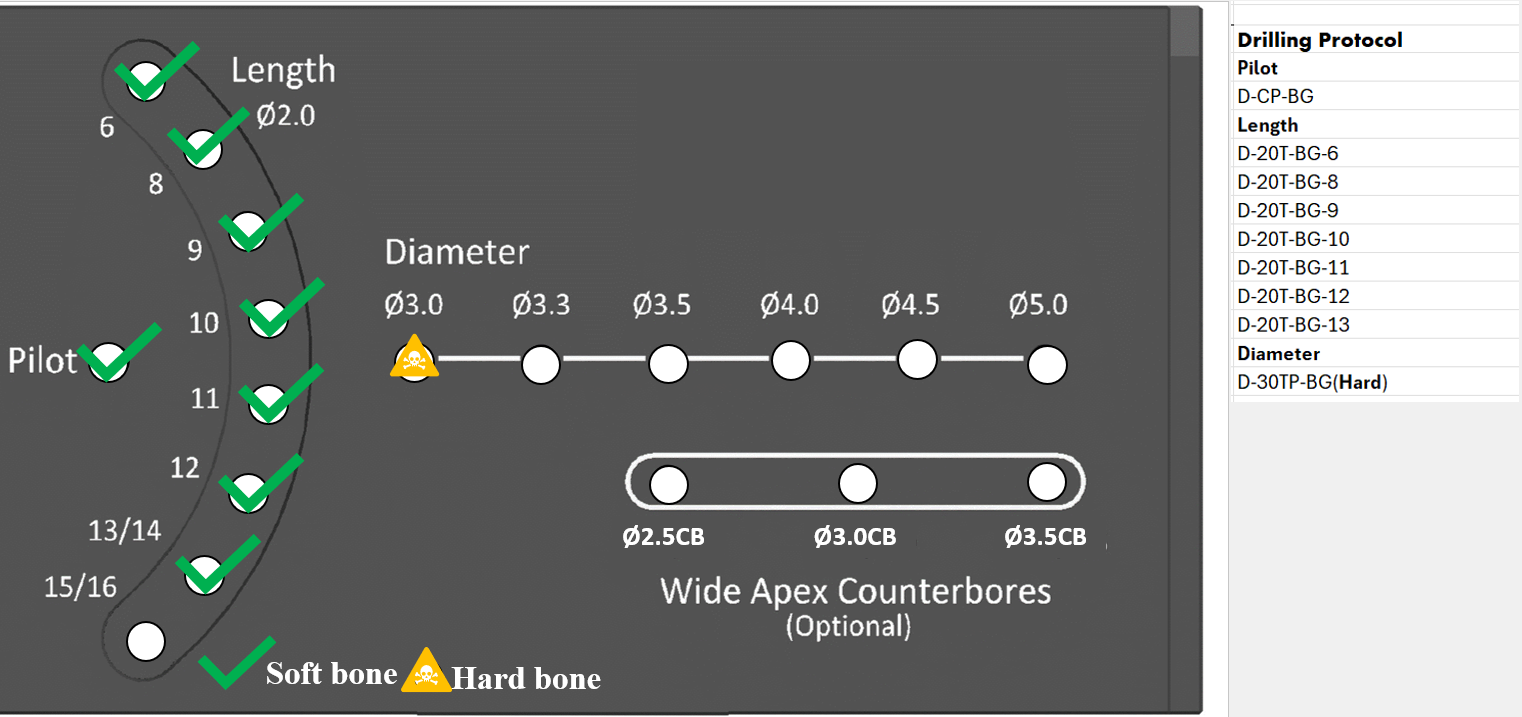 Length
Ø2.0
6
8
9
10
Pilot
11
12
13/14
15/16
Diameter
Ø3.0 Ø3.3 Ø3.5 Ø4.0 Ø4.5 Ø5.0
Ø2.5CB Ø3.0CB Ø3.5CB
Wide Apex Counterbores
(Optional)
Soft bone Hard bone
Drilling Protocol
Pilot
D-CP-BG
Length
D-20T-BG-6
D-20T-BG-8
D-20T-BG-9
D-20T-BG-10
D-20T-BG-11
D-20T-BG-12
D-20T-BG-13
Diameter
D-30TP-BG(Hard)